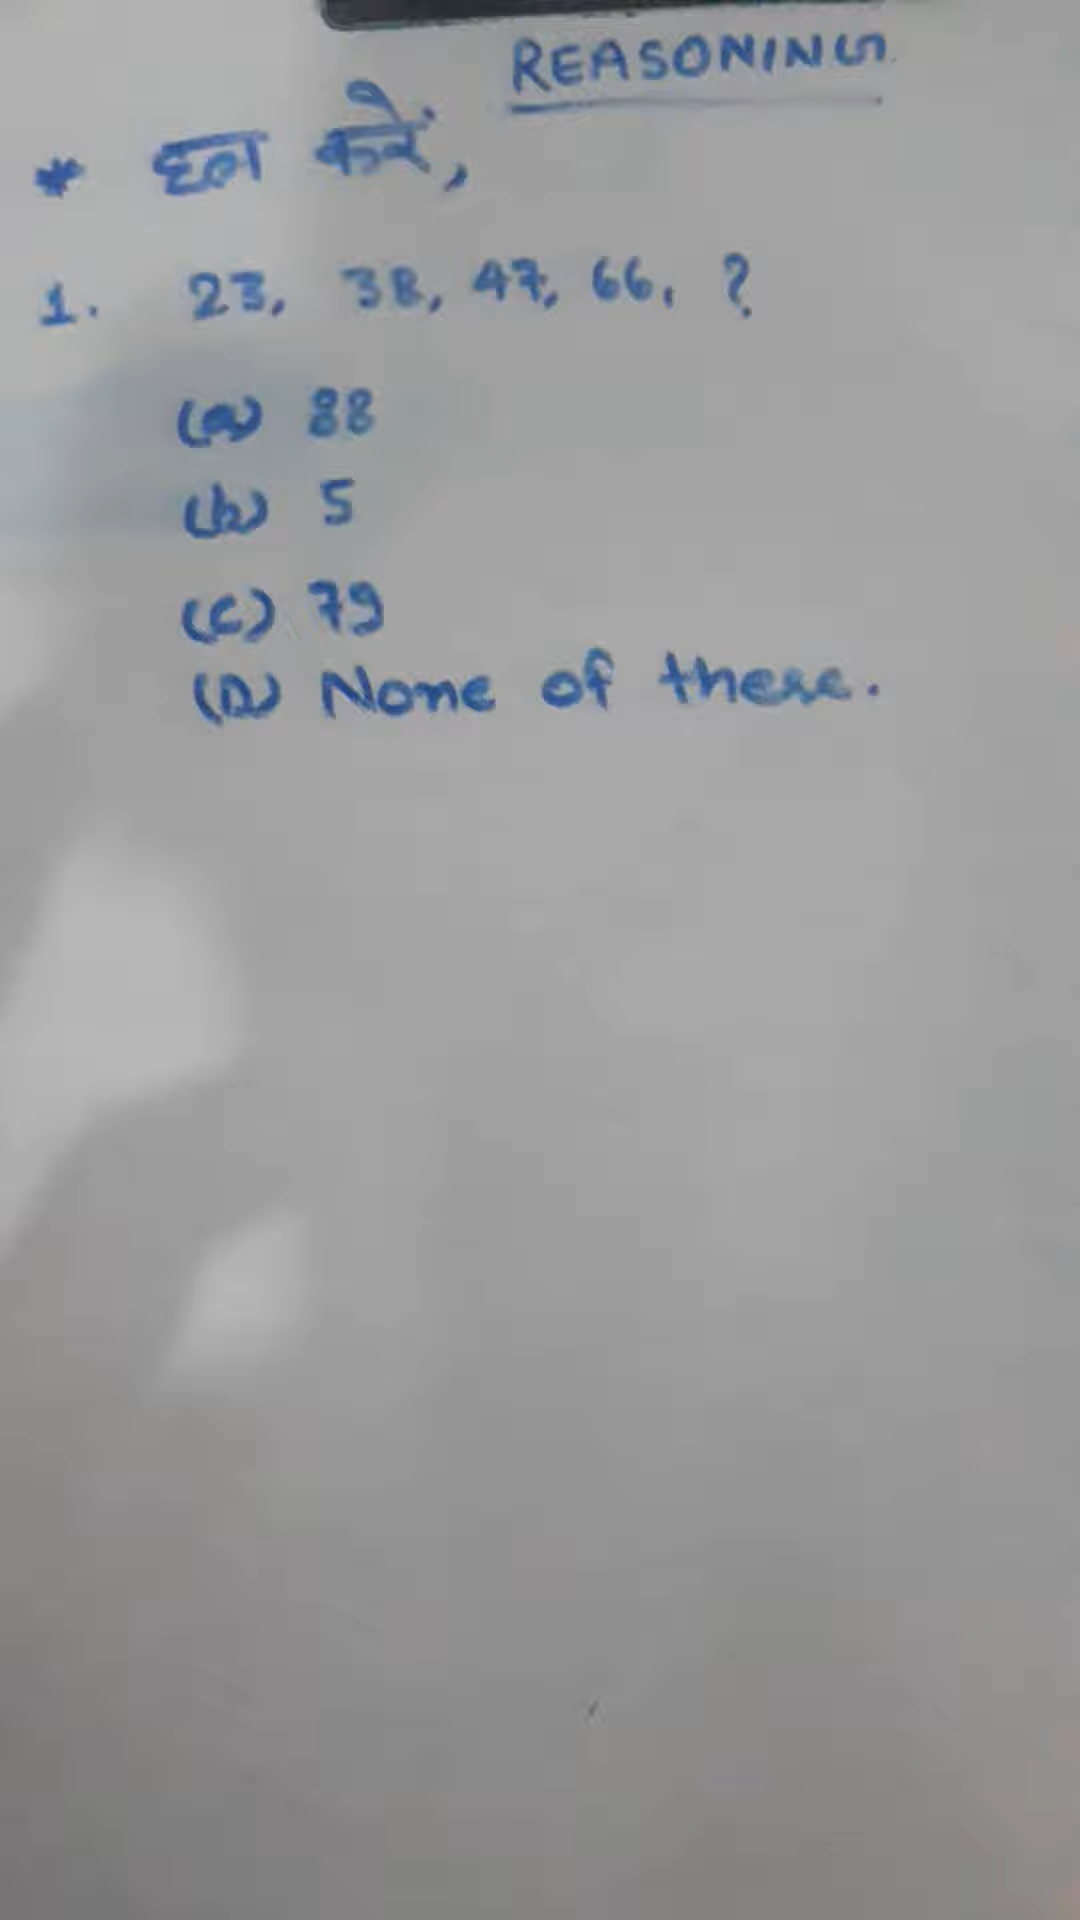 REASONING
* हल करें,
1. 23, 38, 47, 66, ?
(a) 88
(b) 5
(c) 79
(D) None of these.